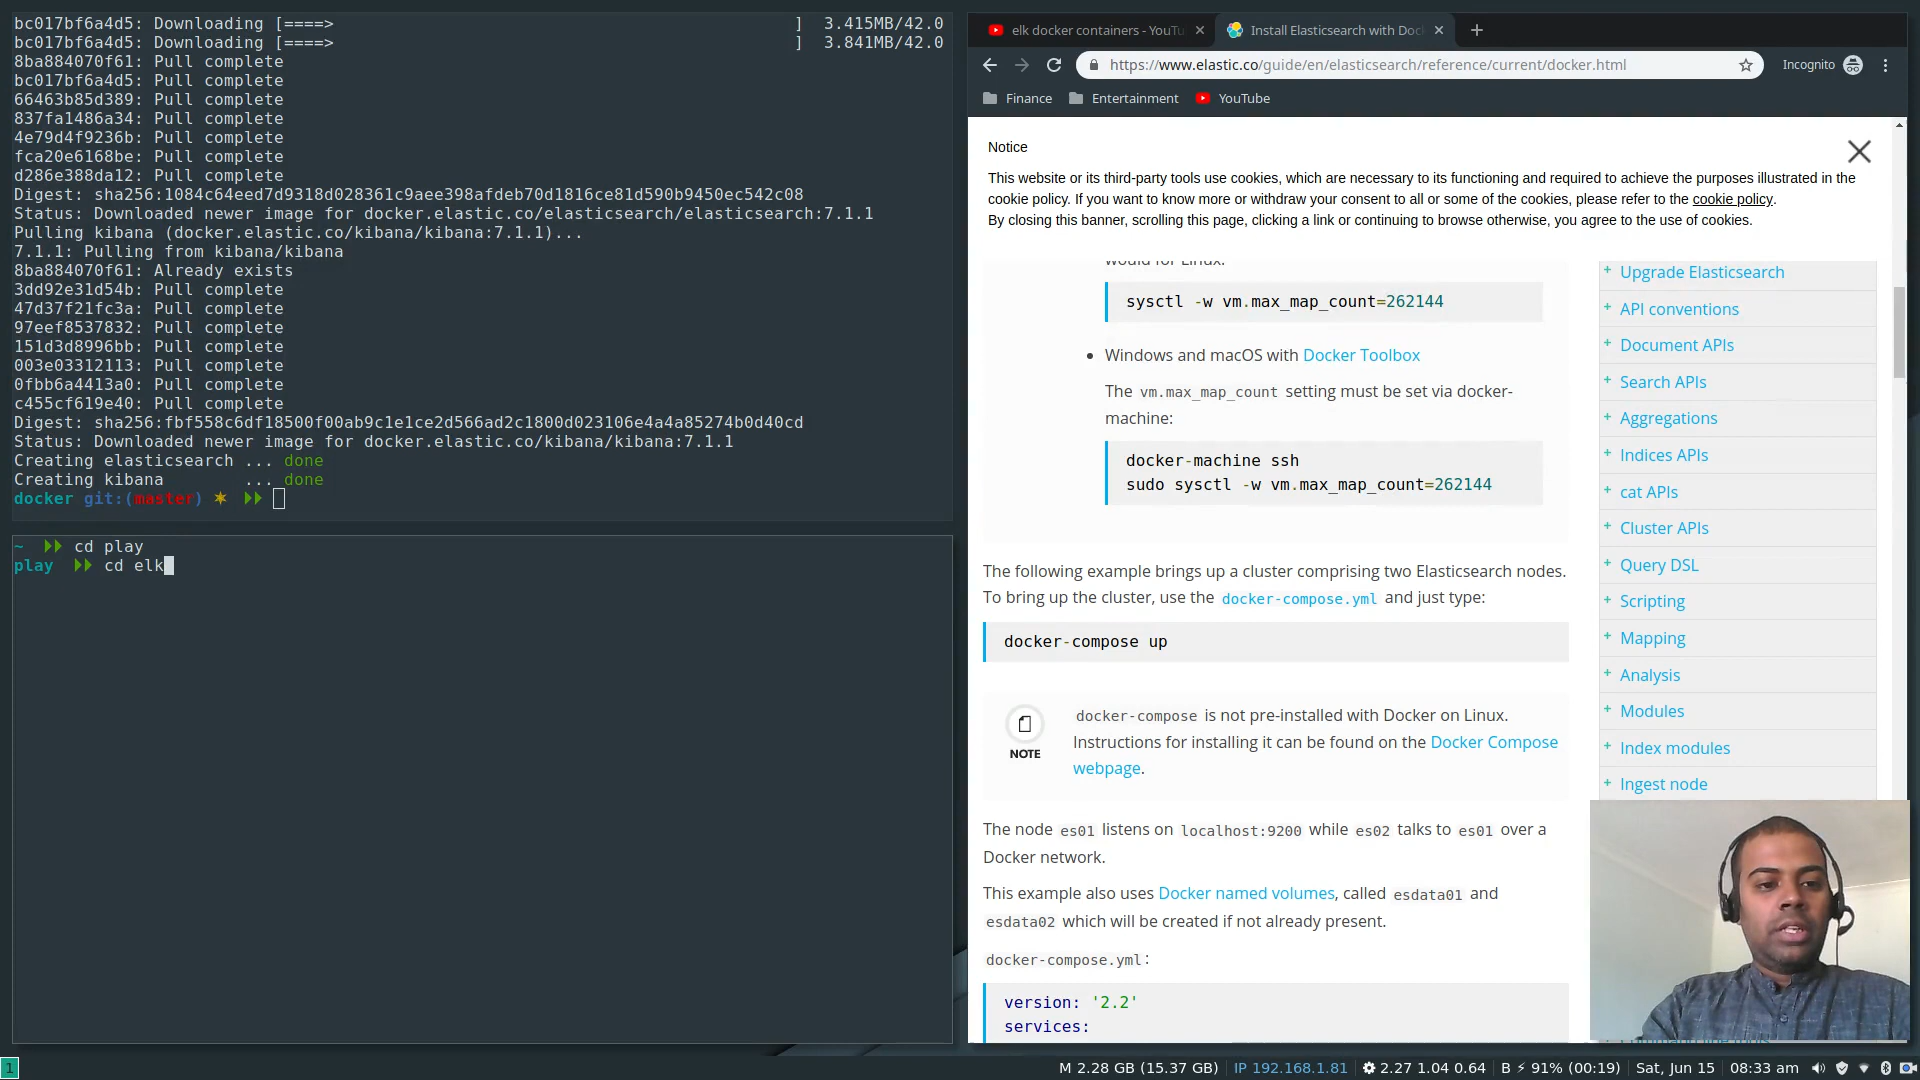 bc017bf6a4d5: Downloading [====> ] 3.415MB/42.0
bc017bf6a4d5: Downloading [====> ] 3.841MB/42.0
8ba884070f61: Pull complete
bc017bf6a4d5: Pull complete
66463b85d389: Pull complete
837fa1486a34: Pull complete
4e79d4f9236b: Pull complete
fca20e6168be: Pull complete
d286e388da12: Pull complete
Digest: sha256:1084c64eed7d9318d028361c9aee398afdeb70d1816ce81d590b9450ec542c08
Status: Downloaded newer image for docker.elastic.co/elasticsearch/elasticsearch:7.1.1
Pulling kibana (docker.elastic.co/kibana/kibana:7.1.1)...
7.1.1: Pulling from kibana/kibana
8ba884070f61: Already exists
3dd92e31d54b: Pull complete
47d37f21fc3a: Pull complete
97eef8537832: Pull complete
151d3d8996bb: Pull complete
003e03312113: Pull complete
0fbb6a4413a0: Pull complete
c455cf619e40: Pull complete
Digest: sha256:fbf558c6df18500f00ab9c1e1ce2d566ad2c1800d023106e4a4a85274b0d40cd
Status: Downloaded newer image for docker.elastic.co/kibana/kibana:7.1.1
Creating elasticsearch ... done
Creating kibana ... done
docker git:(master)
~ cd play
play cd elk
elk docker containers - YouTu
Install Elasticsearch with Doc
https://www.elastic.co/guide/en/elasticsearch/reference/current/docker.html
Incognito
Finance Entertainment YouTube
Notice
This website or its third-party tools use cookies, which are necessary to its functioning and required to achieve the purposes illustrated in the
cookie policy. If you want to know more or withdraw your consent to all or some of the cookies, please refer to the cookie policy.
By closing this banner, scrolling this page, clicking a link or continuing to browse otherwise, you agree to the use of cookies.
would for Linux.
sysctl -w vm.max_map_count=262144
Windows and macOS with Docker Toolbox
The vm.max_map_count setting must be set via docker-
machine:
docker-machine ssh
sudo sysctl -w vm.max_map_count=262144
The following example brings up a cluster comprising two Elasticsearch nodes.
To bring up the cluster, use the docker-compose.yml and just type:
docker-compose up
NOTE
docker-compose is not pre-installed with Docker on Linux.
Instructions for installing it can be found on the Docker Compose
webpage.
The node es01 listens on localhost:9200 while es02 talks to es01 over a
Docker network.
This example also uses Docker named volumes, called esdata01 and
esdata02 which will be created if not already present.
docker-compose.yml:
version: '2.2'
services:
+ Upgrade Elasticsearch
+ API conventions
+ Document APIs
+ Search APIs
+ Aggregations
+ Indices APIs
+ cat APIs
+ Cluster APIs
+ Query DSL
+ Scripting
+ Mapping
+ Analysis
+ Modules
+ Index modules
+ Ingest node
1
M 2.28 GB (15.37 GB) IP 192.168.1.81 2.27 1.04 0.64 B 91% (00:19) Sat, Jun 15 08:33 am